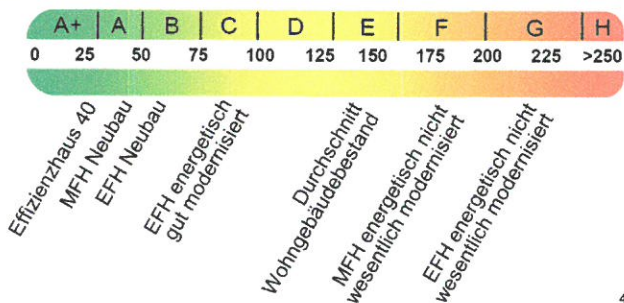 A+ A B C D E F G H
0 25 50 75 100 125 150 175 200 225 >250
Effizienzhaus 40
MFH Neubau
EFH Neubau
EFH energetisch
gut modernisiert
Durchschnitt
Wohngebäudebestand
MFH energetisch nicht
wesentlich modernisiert
EFH energetisch nicht
wesentlich modernisiert